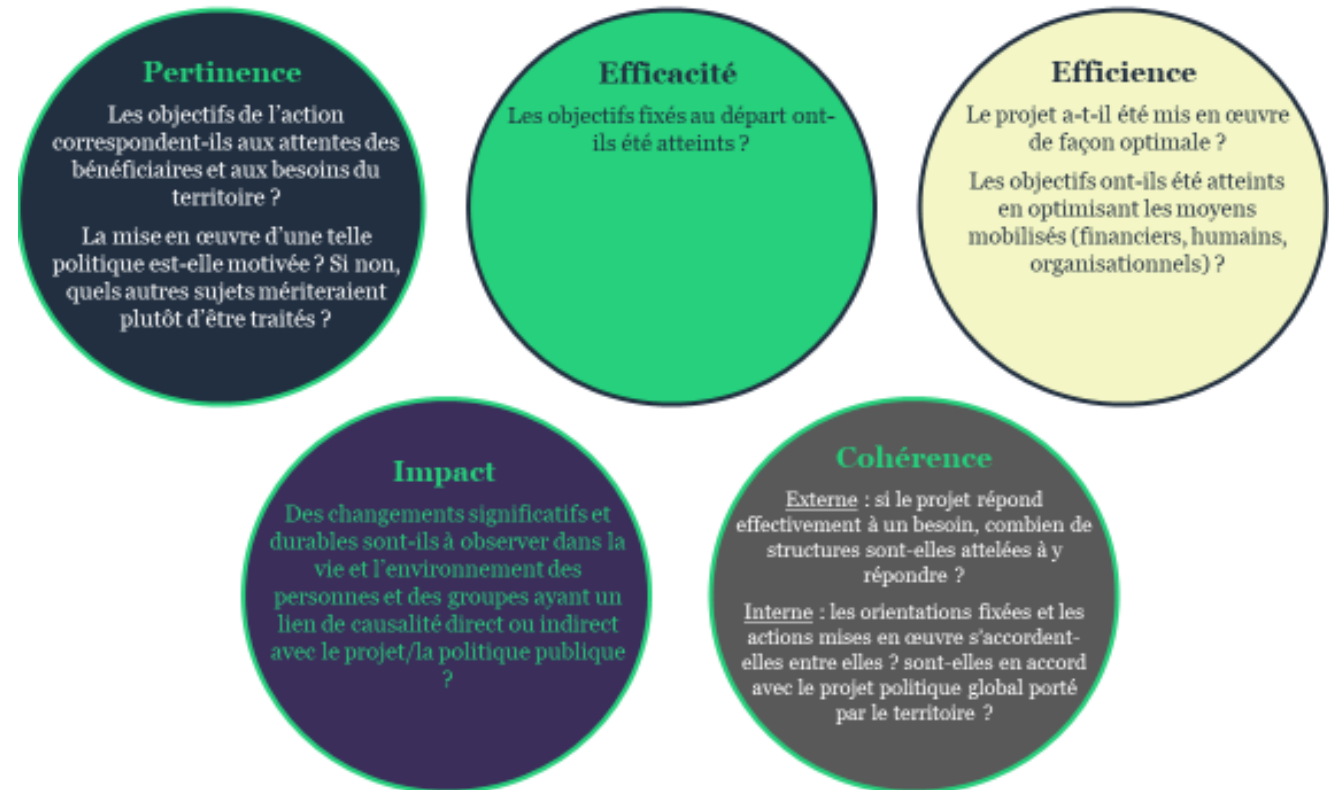 Pertinence
Les objectifs de l'action
correspondent-ils aux attentes des
bénéficiaires et aux besoins du
territoire ?
La mise en œuvre d'une telle
politique est-elle motivée ? Si non,
quels autres sujets mériteraient
plutôt d'être traités ?
Efficacité
Les objectifs fixés au départ ont-
ils été atteints ?
Efficience
Le projet a-t-il été mis en œuvre
de façon optimale ?
Les objectifs ont-ils été atteints
en optimisant les moyens
mobilisés (financiers, humains,
organisationnels) ?
Impact
Des changements significatifs et
durables sont-ils à observer dans la
vie et l'environnement des
personnes et des groupes ayant un
lien de causalité direct ou indirect
avec le projet/la politique publique
?
Cohérence
Externe : si le projet répond
effectivement à un besoin, combien de
structures sont-elles attelées à y
répondre ?
Interne : les orientations fixées et les
actions mises en œuvre s'accordent-
elles entre elles ? sont-elles en accord
avec le projet politique global porté
par le territoire ?